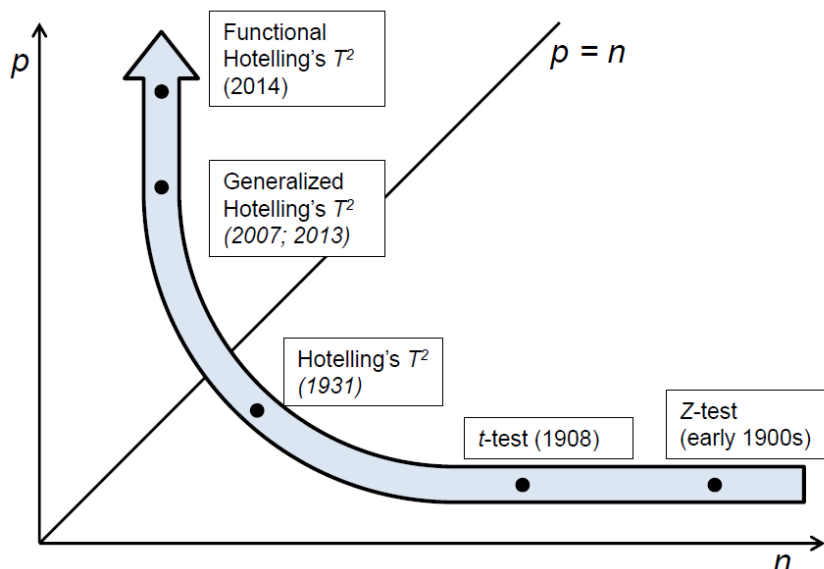 p
Functional
Hotelling's T²
(2014)
p = n
Generalized
Hotelling's T²
(2007; 2013)
Hotelling's T²
(1931)
t-test (1908)
Z-test
(early 1900s)
n